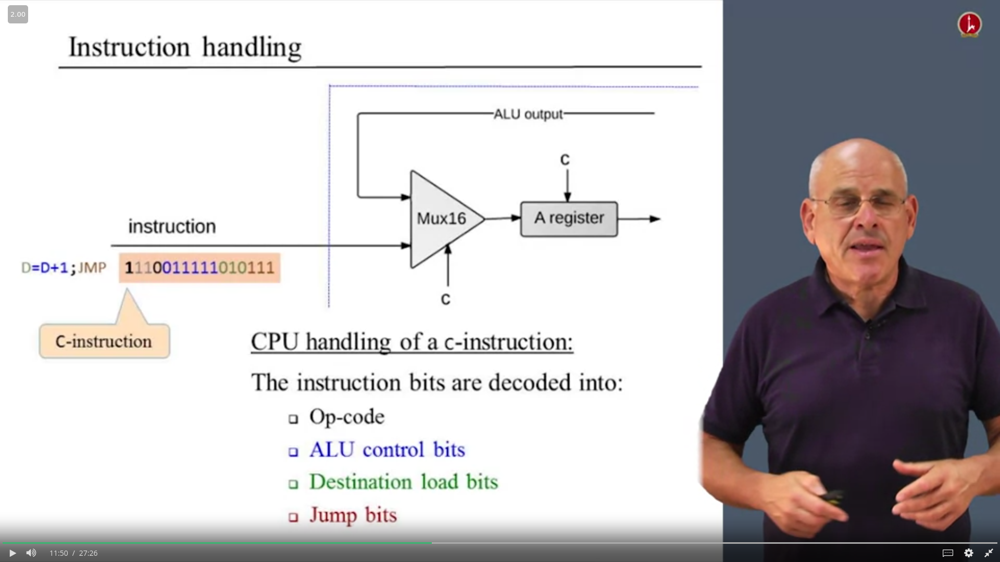 2.00
Instruction handling
ALU output
c
Mux16
A register
instruction
D=D+1;JMP 1110011111010111
c
C-instruction
CPU handling of a c-instruction:
The instruction bits are decoded into:
Op-code
ALU control bits
Destination load bits
Jump bits
11:50 / 27:26